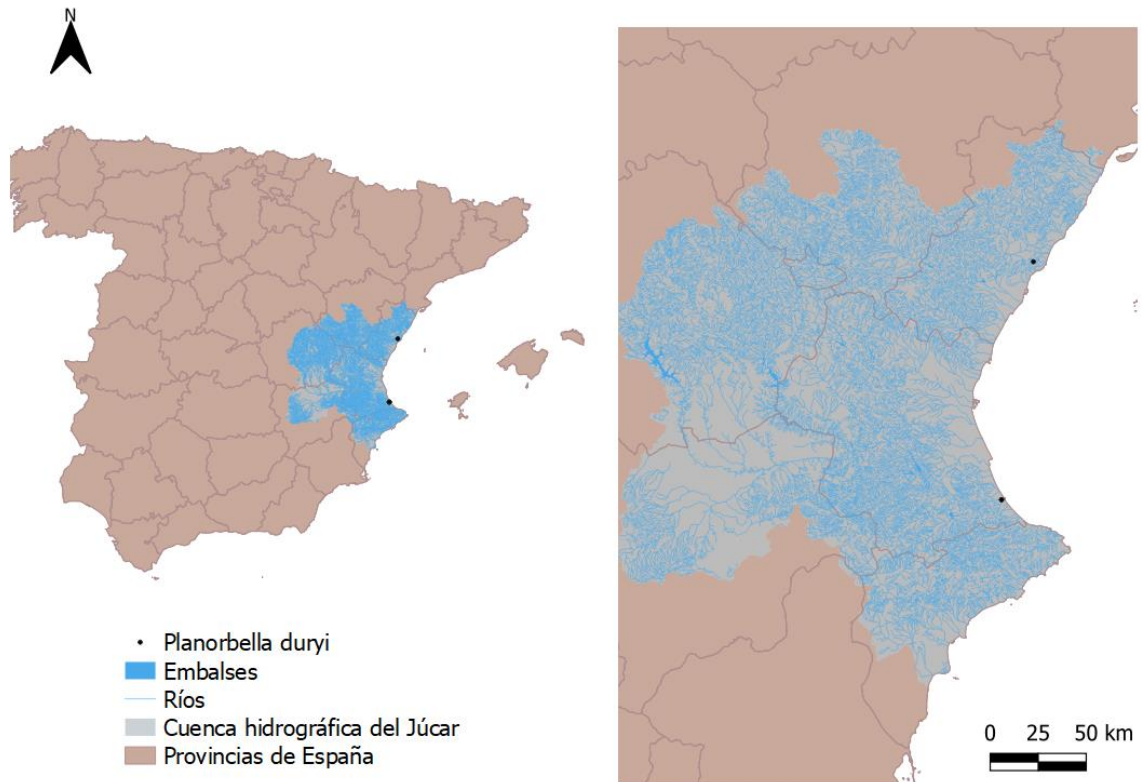 N
Planorbella duryi
Embalses
Ríos
Cuenca hidrográfica del Júcar
Provincias de España
0 25 50 km